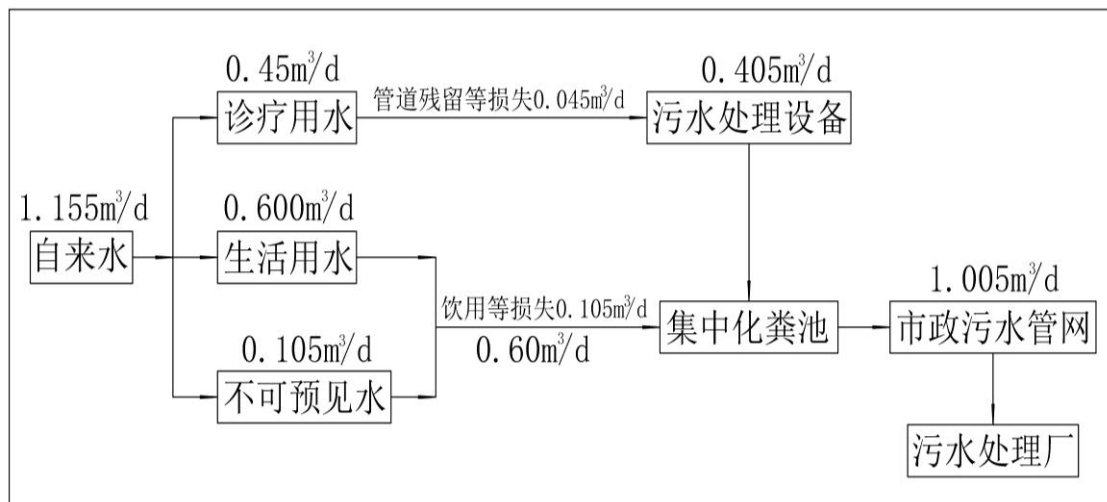 0.45m³/d
诊疗用水
管道残留等损失0.045m³/d
0.405m³/d
污水处理设备
1.155m³/d
自来水
0.600m³/d
生活用水
饮用等损失0.105m³/d
0.60m³/d
0.105m³/d
不可预见水
集中化粪池
1.005m³/d
市政污水管网
污水处理厂